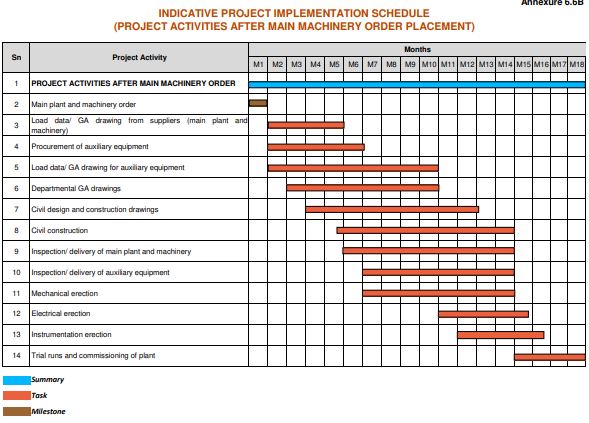 Annexure 6.6B
INDICATIVE PROJECT IMPLEMENTATION SCHEDULE
(PROJECT ACTIVITIES AFTER MAIN MACHINERY ORDER PLACEMENT)
Sn Project Activity Months
M1 M2 M3 M4 M5 M6 M7 M8 M9 M10 M11 M12 M13 M14 M15 M16 M17 M18
1 PROJECT ACTIVITIES AFTER MAIN MACHINERY ORDER
2 Main plant and machinery order
3 Load data/ GA drawing from suppliers (main plant and
machinery)
4 Procurement of auxiliary equipment
5 Load data/ GA drawing for auxiliary equipment
6 Departmental GA drawings
7 Civil design and construction drawings
8 Civil construction
9 Inspection/ delivery of main plant and machinery
10 Inspection/ delivery of auxiliary equipment
11 Mechanical erection
12 Electrical erection
13 Instrumentation erection
14 Trial runs and commissioning of plant
Summary
Task
Milestone